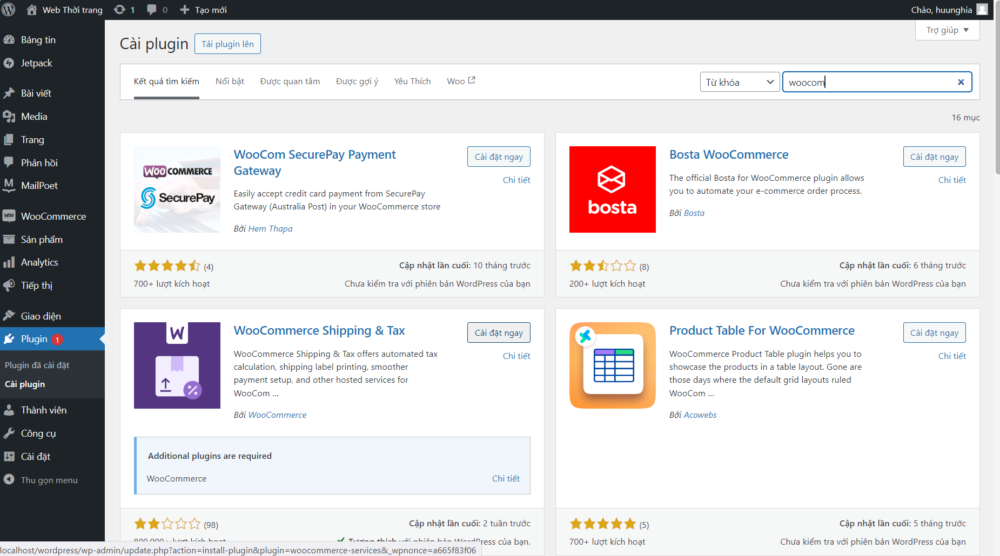 Web Thời trang
1
0
Tạo mới
Chào, huunghia
Bảng tin
Jetpack
Bài viết
Media
Trang
Phản hồi
MailPoet
WooCommerce
Sản phẩm
Analytics
Tiếp thị
Giao diện
Plugin 1
Plugin đã cài đặt
Cài plugin
Thành viên
Công cụ
Cài đặt
Thu gọn menu
Trợ giúp
Cài plugin
Tải plugin lên
Kết quả tìm kiếm
Nổi bật
Được quan tâm
Được gợi ý
Yêu Thích
Woo
Từ khóa
woocom
16 mục
WOO COMMERCE
SecurePay
WooCom SecurePay Payment
Gateway
Cài đặt ngay
Chi tiết
Easily accept credit card payment from SecurePay
Gateway (Australia Post) in your WooCommerce store
Bởi Hem Thapa
(4)
Cập nhật lần cuối: 10 tháng trước
700+ lượt kích hoạt
Chưa kiểm tra với phiên bản WordPress của bạn
bosta
Bosta WooCommerce
Cài đặt ngay
Chi tiết
The official Bosta for WooCommerce plugin allows
you to automate your e-commerce order process.
Bởi Bosta
(8)
Cập nhật lần cuối: 6 tháng trước
200+ lượt kích hoạt
Chưa kiểm tra với phiên bản WordPress của bạn
W
WooCommerce Shipping & Tax
Cài đặt ngay
Chi tiết
WooCommerce Shipping & Tax offers automated tax
calculation, shipping label printing, smoother
payment setup, and other hosted services for
WooCom ...
Bởi WooCommerce
Additional plugins are required
WooCommerce
Chi tiết
(98)
Cập nhật lần cuối: 2 tuần trước
800.000+ lượt kích hoạt
Tương thích với phiên bản WordPress của bạn.
Product Table For WooCommerce
Cài đặt ngay
Chi tiết
WooCommerce Product Table plugin helps you to
showcase the products in a table layout. Gone are
those days where the default grid layouts ruled
WooCom ...
Bởi Acowebs
(5)
Cập nhật lần cuối: 5 tháng trước
700+ lượt kích hoạt
Chưa kiểm tra với phiên bản WordPress của bạn
localhost/wordpress/wp-admin/update.php?action=install-plugin&plugin=woocommerce-services&_wpnonce=a665f83f06